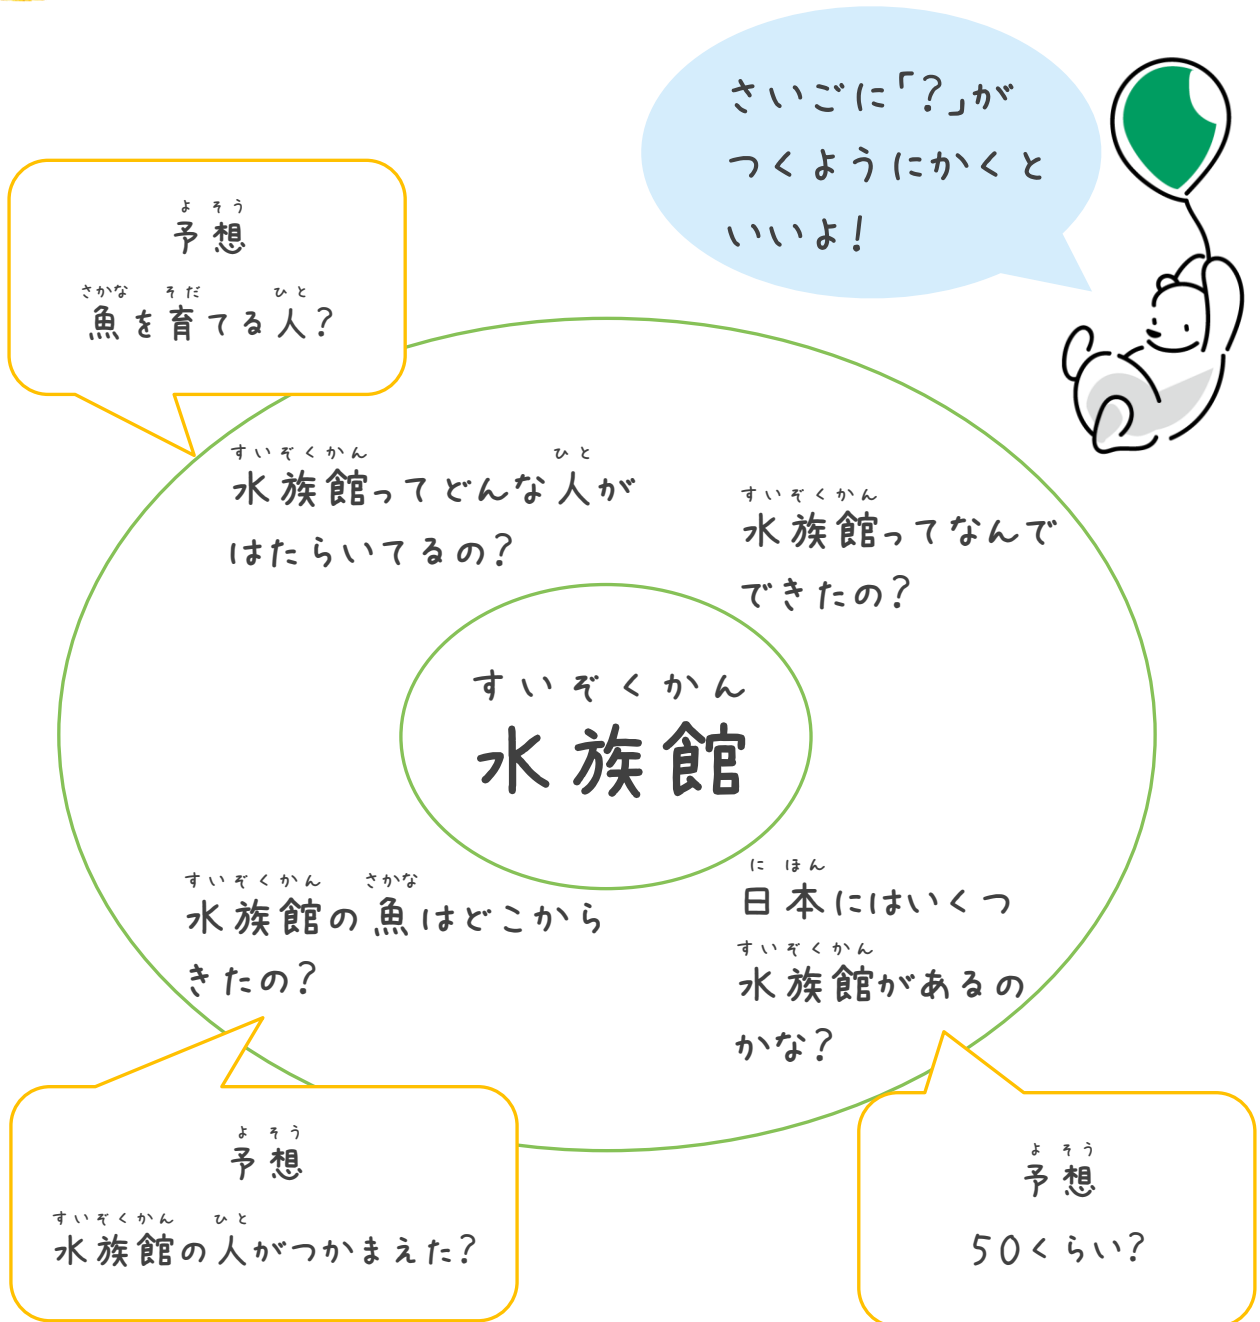 さいごに「？」が
つくようにかくと
いいよ！
よそう
予想
さかな そだ ひと
魚を育てる人？
すいぞくかん ひと
水族館ってどんな人が
はたらいてるの？
すいぞくかん
水族館ってなんで
できたの？
すいぞくかん
水族館
すいぞくかん さかな
水族館の魚はどこから
きたの？
にほん
日本にはいくつ
すいぞくかん
水族館があるの
かな？
よそう
予想
すいぞくかん ひと
水族館の人がつかまえた？
よそう
予想
50くらい？